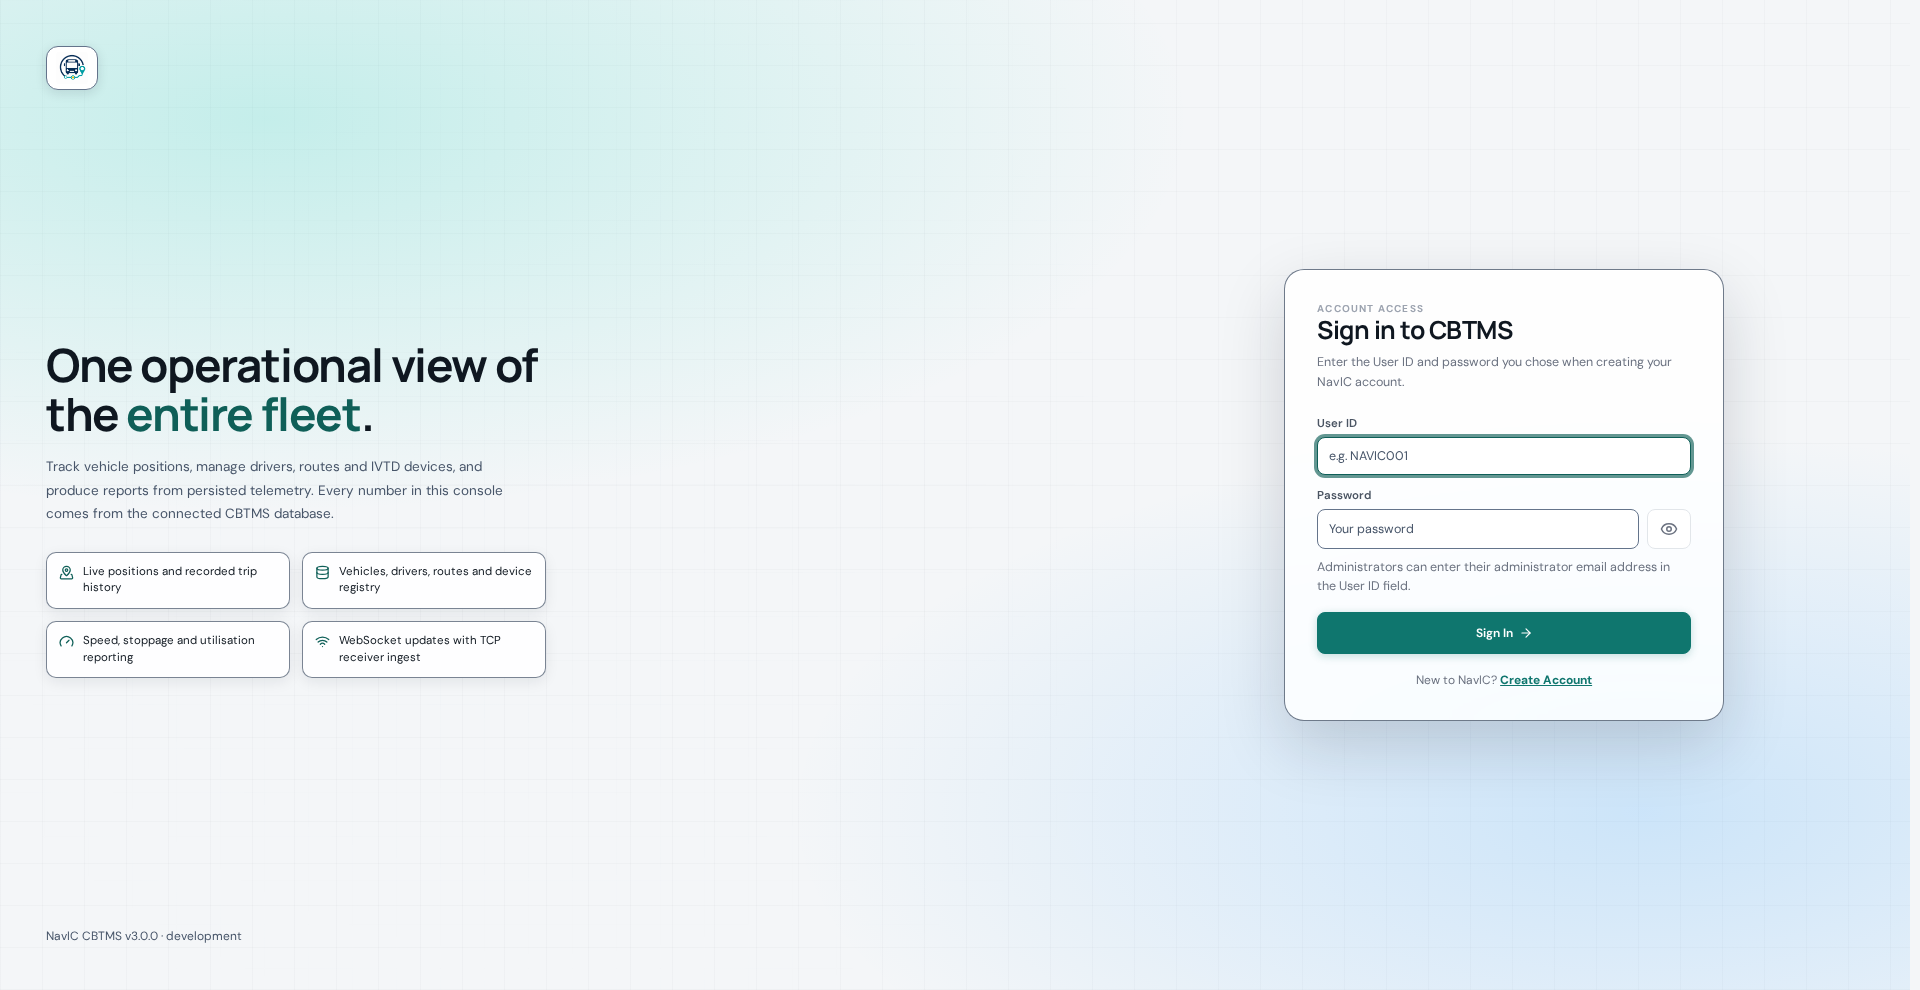 One operational view of
the entire fleet.
Track vehicle positions, manage drivers, routes and IVTD devices, and
produce reports from persisted telemetry. Every number in this console
comes from the connected CBTMS database.
Live positions and recorded trip
history
Vehicles, drivers, routes and device
registry
Speed, stoppage and utilisation
reporting
WebSocket updates with TCP
receiver ingest
NavIC CBTMS v3.0.0 · development
ACCOUNT ACCESS
Sign in to CBTMS
Enter the User ID and password you chose when creating your
NavIC account.
User ID
e.g. NAVIC001
Password
Your password
Administrators can enter their administrator email address in
the User ID field.
Sign In →
New to NavIC? Create Account